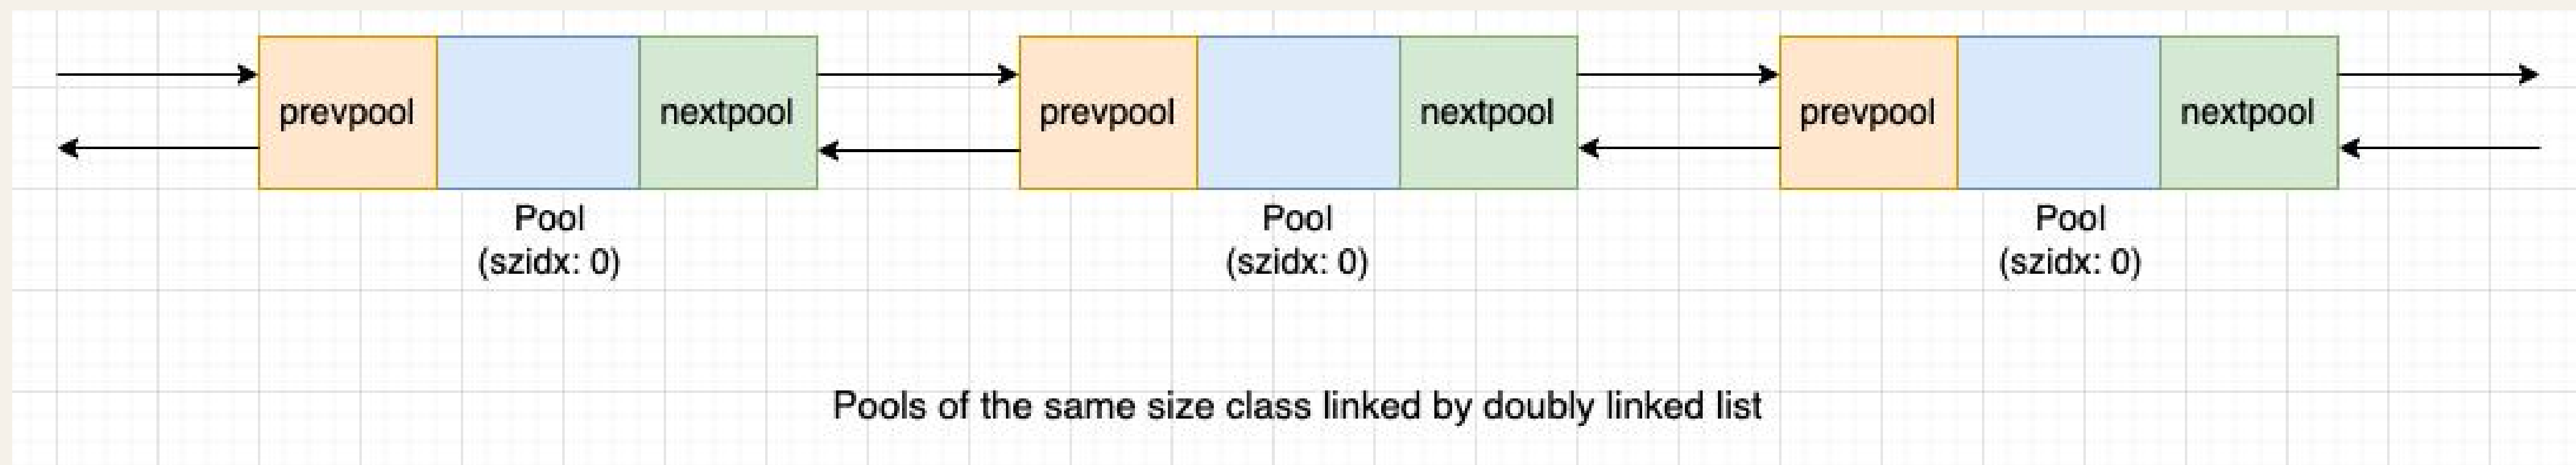 prevpool nextpool prevpool nextpool prevpool nextpool
Pool Pool Pool
(szidx: 0) (szidx: 0) (szidx: 0)
Pools of the same size class linked by doubly linked list